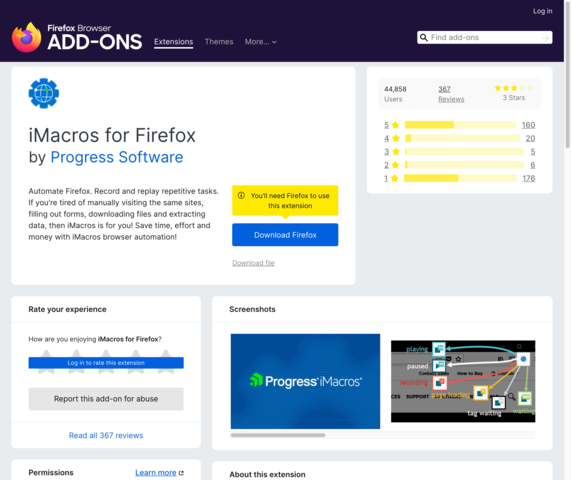 Log in
Firefox Browser
ADD-ONS
Extensions
Themes
More...
Find add-ons
iMacros for Firefox
by Progress Software
Automate Firefox. Record and replay repetitive tasks.
If you're tired of manually visiting the same sites,
filling out forms, downloading files and extracting
data, then iMacros is for you! Save time, effort and
money with iMacros browser automation!
You'll need Firefox to use
this extension
Download Firefox
Download file
44,858
Users
367
Reviews
3 Stars
5 160
4 20
3 5
2 6
1 176
Rate your experience
How are you enjoying iMacros for Firefox?
Log in to rate this extension
Report this add-on for abuse
Read all 367 reviews
Screenshots
Progress iMacros
playing
paused
Contact Sales How to Buy
recording
SUPPORT
tag waiting
waiting
Permissions
Learn more
About this extension